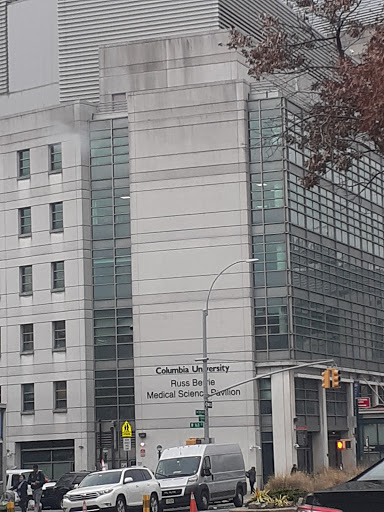 Columbia University
Russ Berrie
Medical Science Pavilion